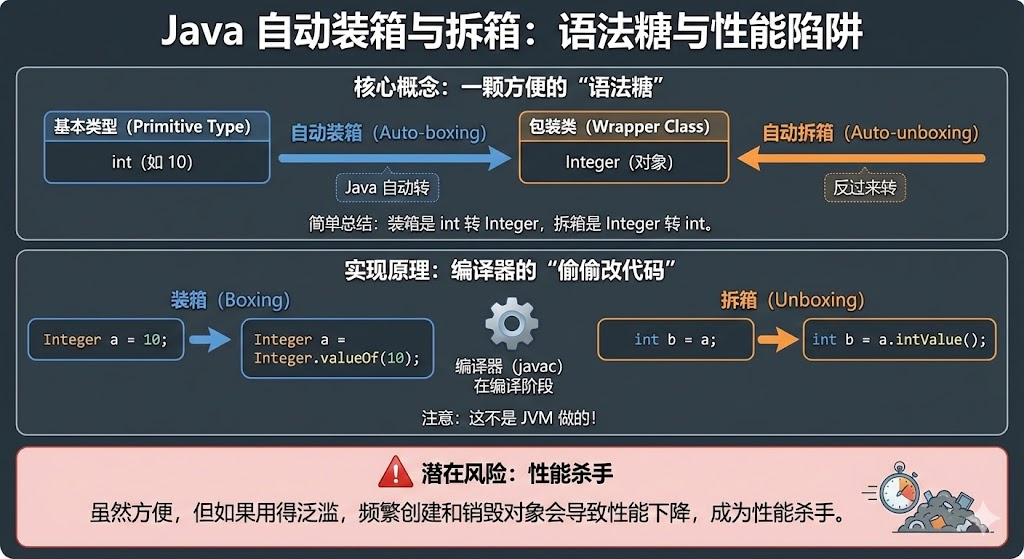 Java 自动装箱与拆箱：语法糖与性能陷阱
核心概念：一颗方便的“语法糖”
基本类型（Primitive Type）
int（如 10）
自动装箱（Auto-boxing）
Java 自动转
包装类（Wrapper Class）
Integer（对象）
自动拆箱（Auto-unboxing）
反过来转
简单总结：装箱是 int 转 Integer，拆箱是 Integer 转 int。
实现原理：编译器的“偷偷改代码”
装箱（Boxing）
Integer a = 10;
Integer a =
Integer.valueOf(10);
编译器（javac）
在编译阶段
拆箱（Unboxing）
int b = a;
int b = a.intValue();
注意：这不是 JVM 做的！
潜在风险：性能杀手
虽然方便，但如果用得泛滥，频繁创建和销毁对象会导致性能下降，成为性能杀手。